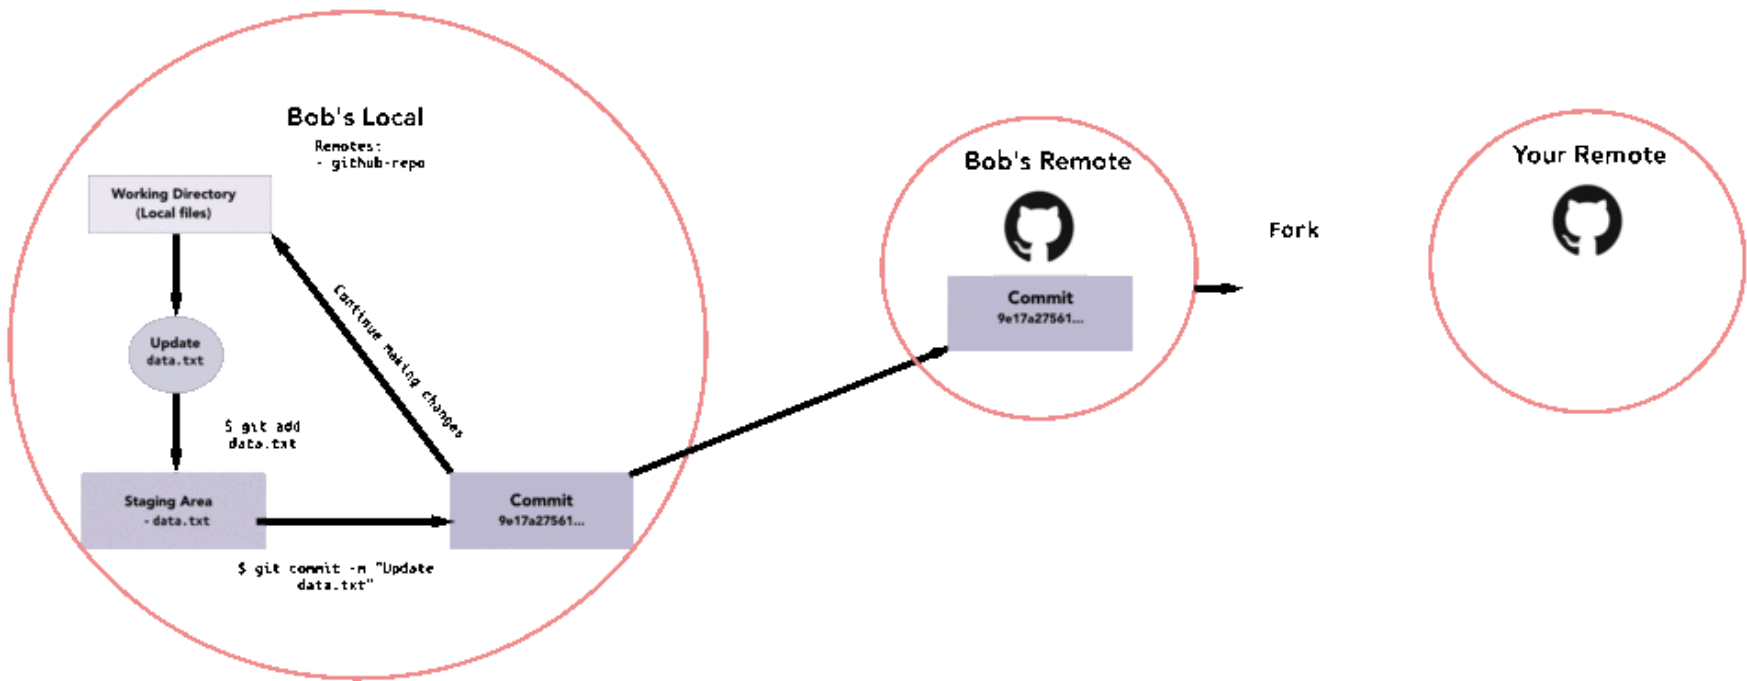 Bob's Local
Remotes:
- github-repo
Working Directory
(Local files)
Update
data.txt
$ git add
data.txt
Staging Area
- data.txt
$ git commit -m "Update
data.txt"
Continue making changes
Commit
9e17a27561...
Bob's Remote
Commit
9e17a27561...
Fork
Your Remote